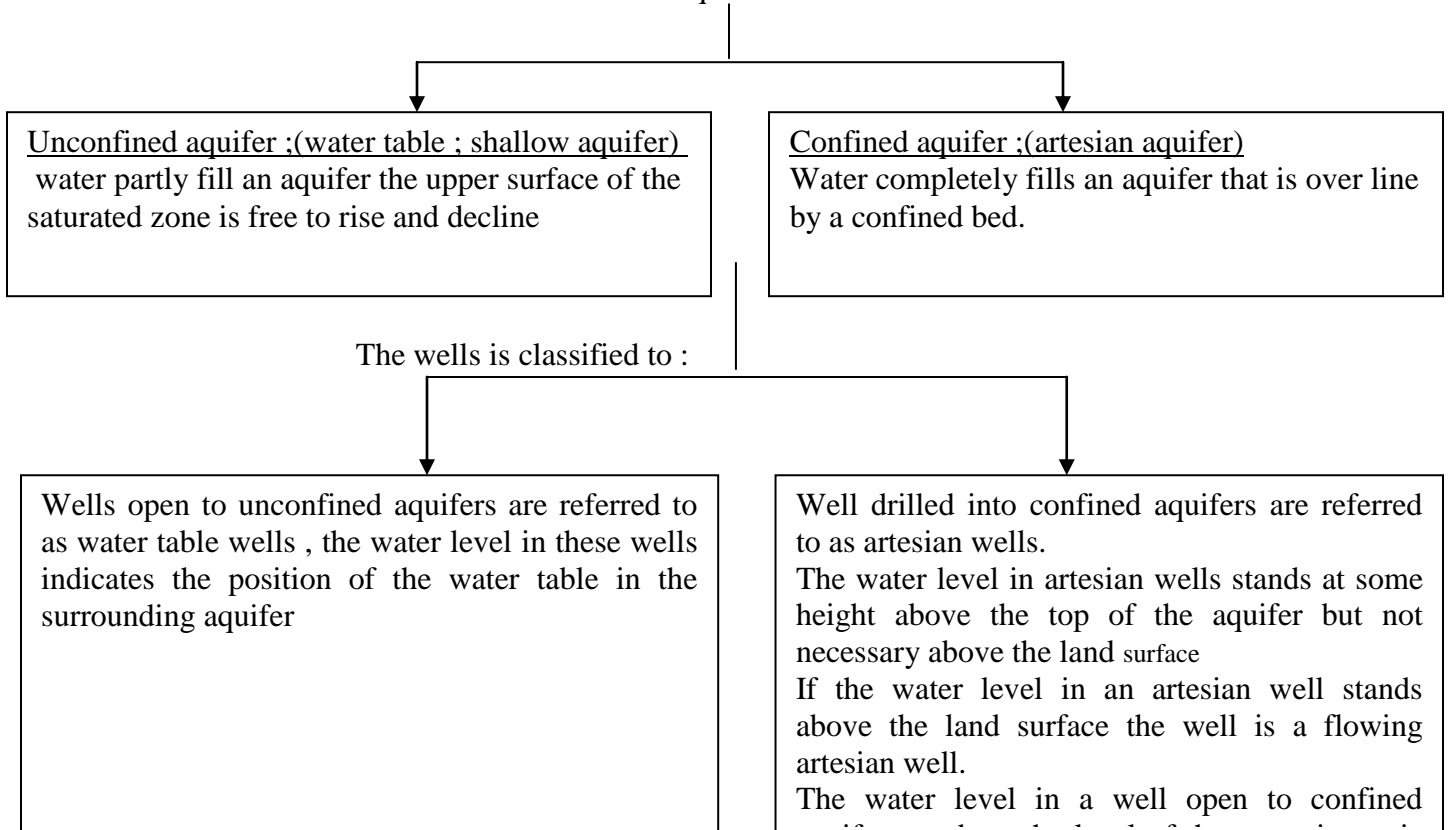 Unconfined aquifer ;(water table ; shallow aquifer)
water partly fill an aquifer the upper surface of the
saturated zone is free to rise and decline
Confined aquifer ;(artesian aquifer)
Water completely fills an aquifer that is over line
by a confined bed.
The wells is classified to :
Wells open to unconfined aquifers are referred to
as water table wells , the water level in these wells
indicates the position of the water table in the
surrounding aquifer
Well drilled into confined aquifers are referred
to as artesian wells.
The water level in artesian wells stands at some
height above the top of the aquifer but not
necessary above the land surface
If the water level in an artesian well stands
above the land surface the well is a flowing
artesian well.
The water level in a well open to confined